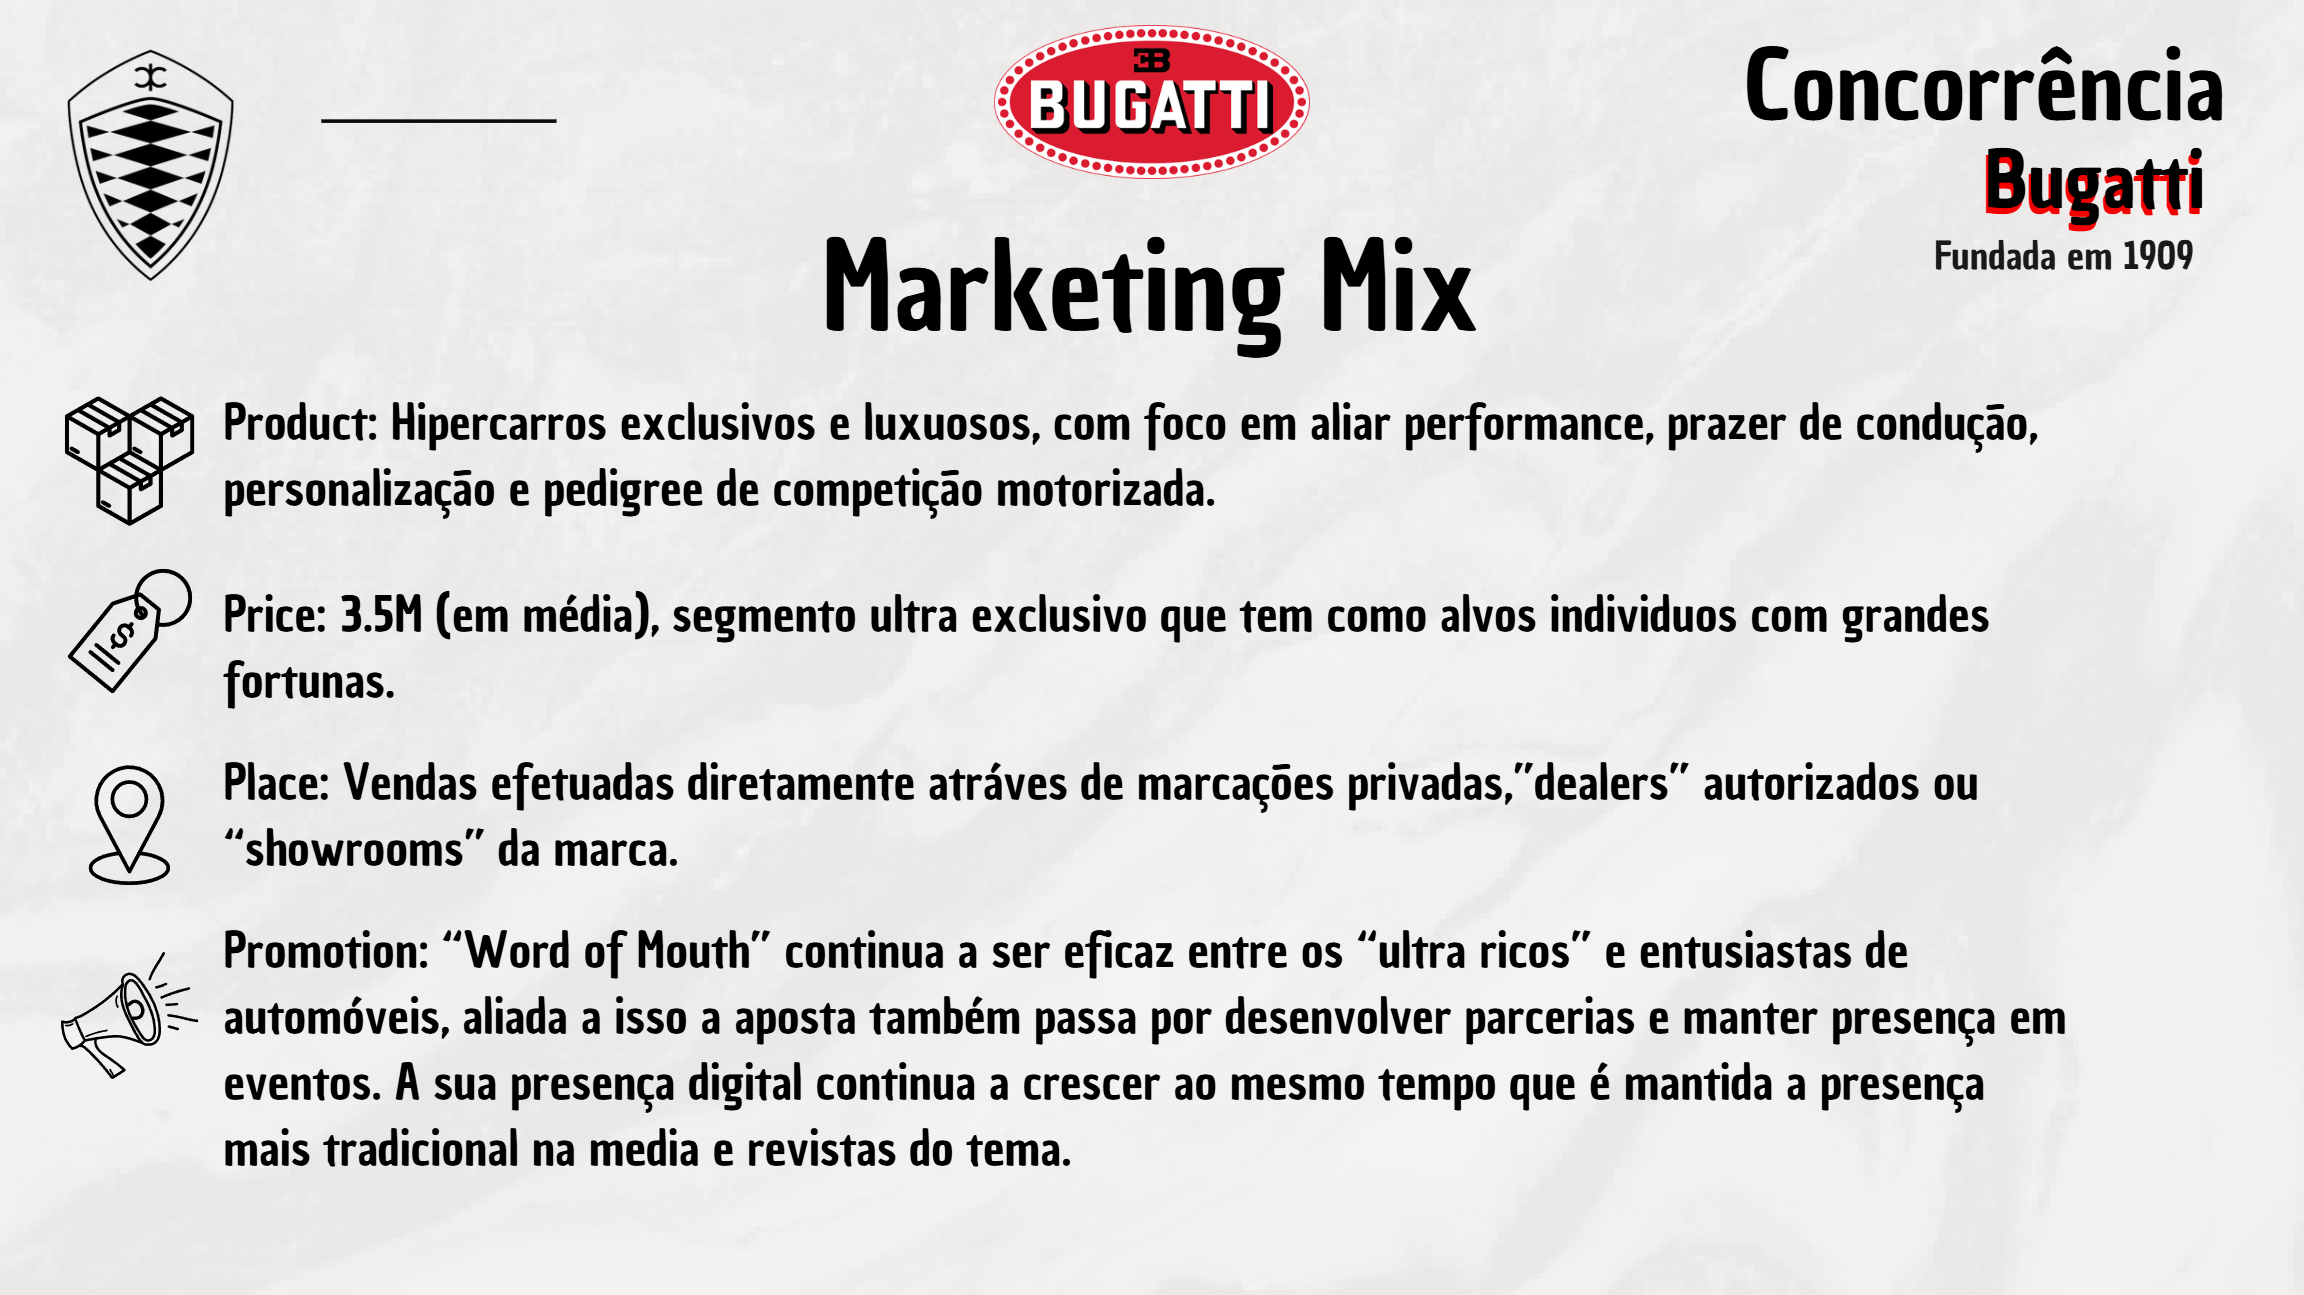 EB
BUGATTI
Concorrência
Bugatti
Fundada em 1909
Marketing Mix
Product: Hipercarros exclusivos e luxuosos, com foco em aliar performance, prazer de condução,
personalização e pedigree de competição motorizada.
$
Price: 3.5M (em média), segmento ultra exclusivo que tem como alvos individuos com grandes
fortunas.
Place: Vendas efetuadas diretamente atráves de marcações privadas,”dealers” autorizados ou
“showrooms” da marca.
Promotion: “Word of Mouth” continua a ser eficaz entre os “ultra ricos” e entusiastas de
automóveis, aliada a isso a aposta também passa por desenvolver parcerias e manter presença em
eventos. A sua presença digital continua a crescer ao mesmo tempo que é mantida a presença
mais tradicional na media e revistas do tema.